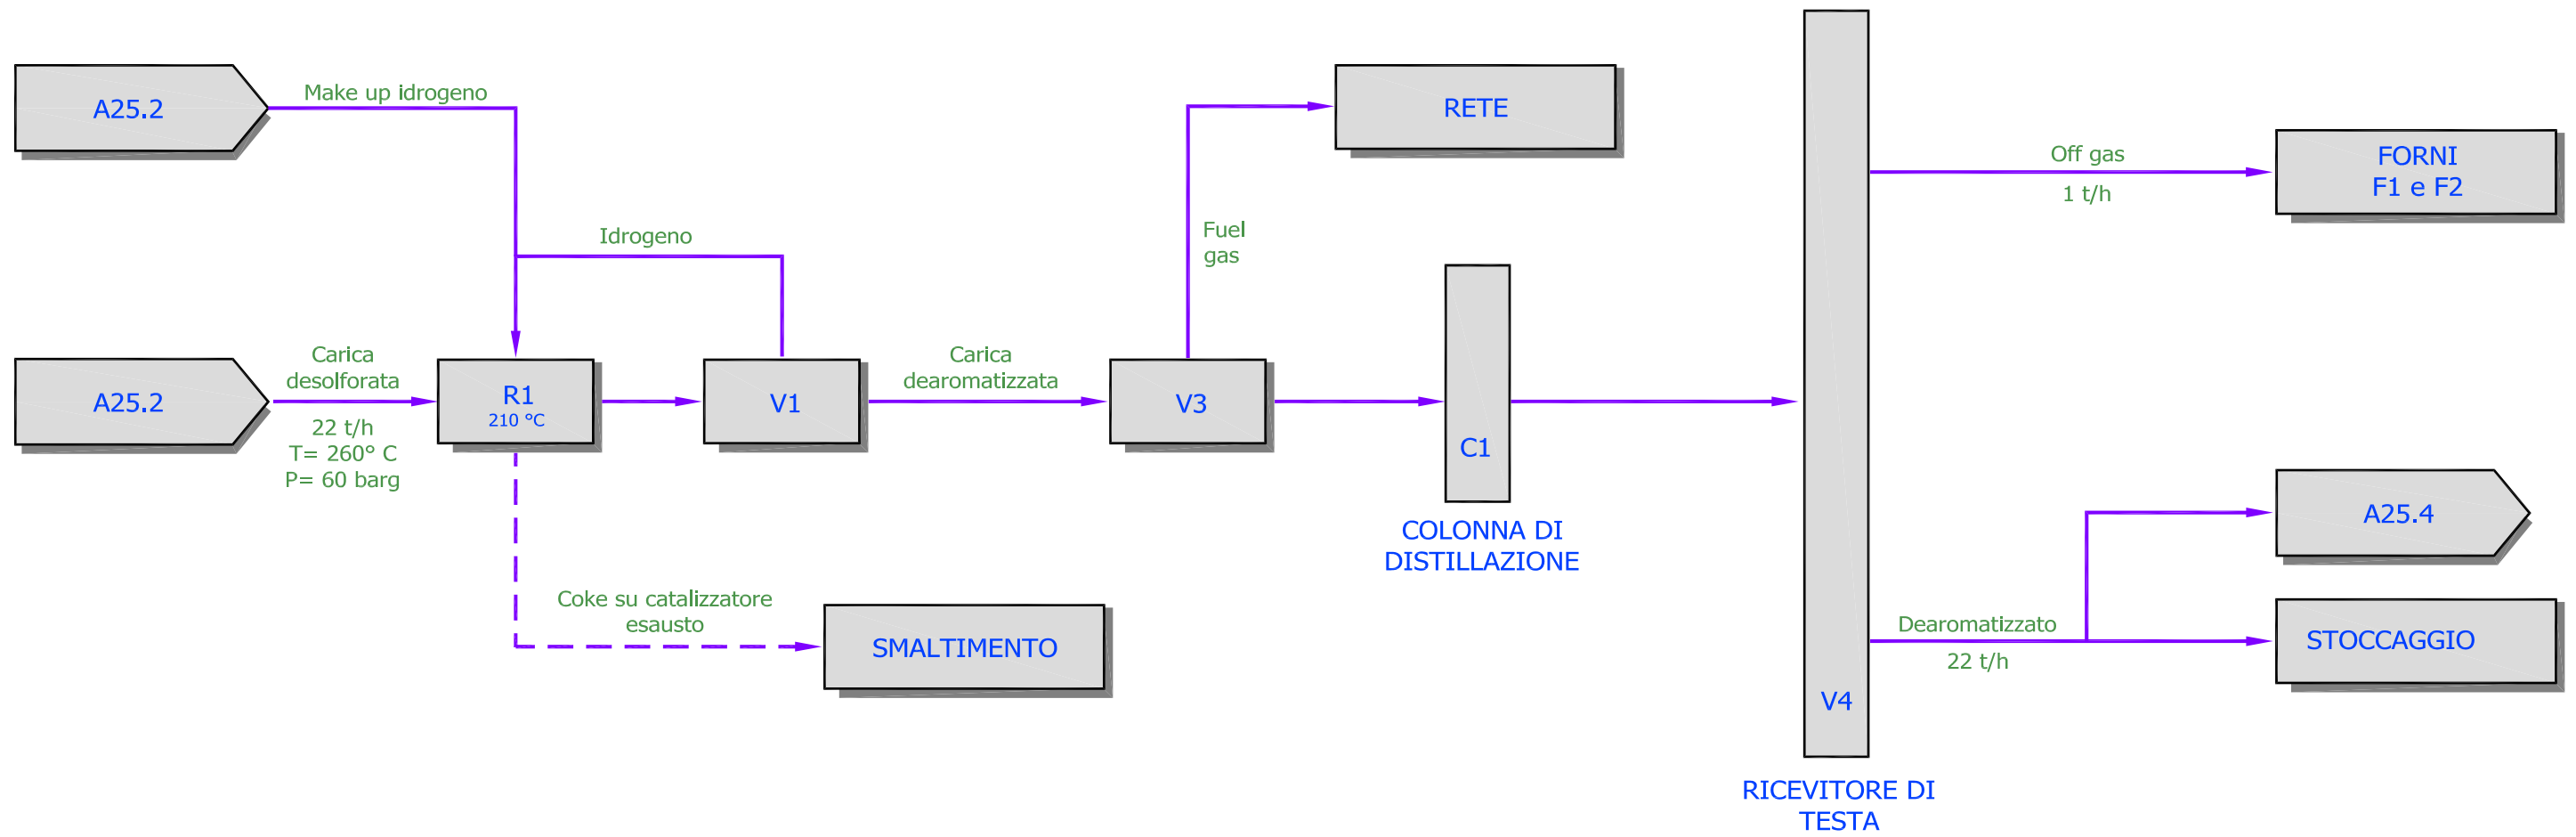 A25.2
Make up idrogeno
RETE
Off gas
1 t/h
FORNI
F1 e F2
Idrogeno
Fuel
gas
A25.2
Carica
desolforata
22 t/h
T= 260° C
P= 60 barg
R1
210 °C
V1
Carica
dearomatizzata
V3
C1
COLONNA DI
DISTILLAZIONE
A25.4
Coke su catalizzatore
esausto
SMALTIMENTO
Dearomatizzato
22 t/h
STOCCAGGIO
V4
RICEVITORE DI
TESTA